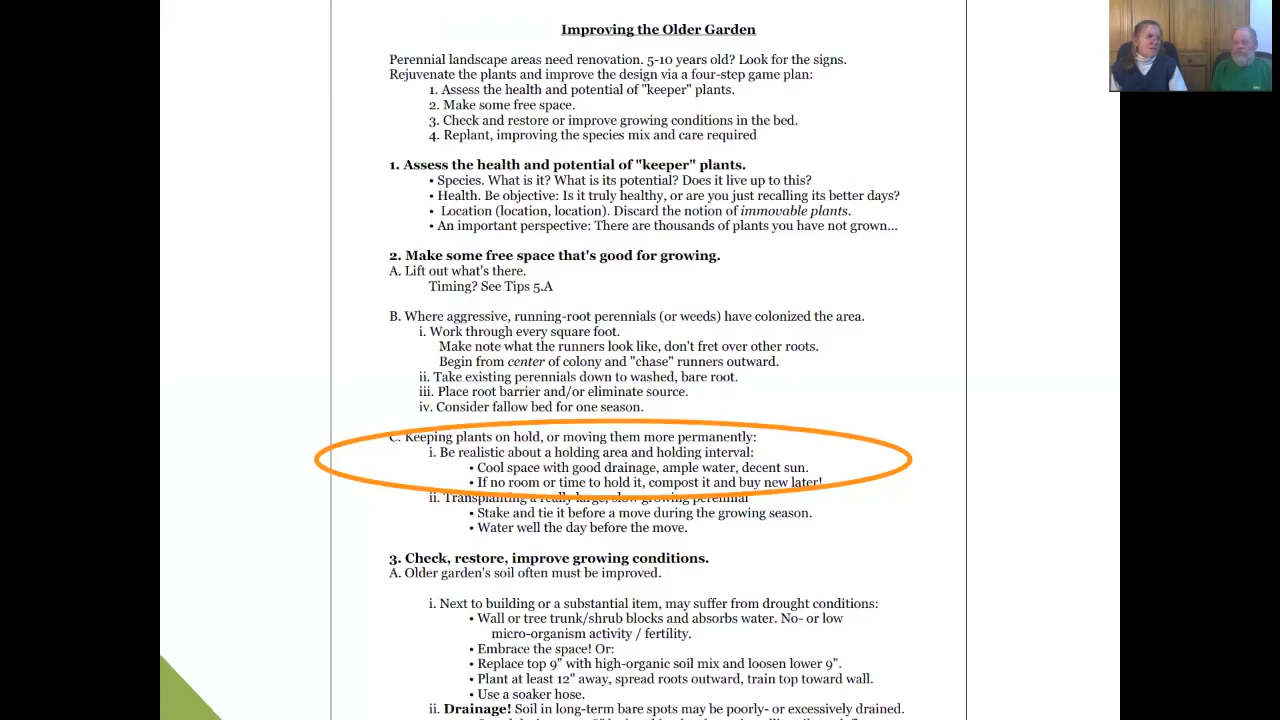 Improving the Older Garden
Perennial landscape areas need renovation. 5-10 years old? Look for the signs.
Rejuvenate the plants and improve the design via a four-step game plan:
1. Assess the health and potential of "keeper" plants.
2. Make some free space.
3. Check and restore or improve growing conditions in the bed.
4. Replant, improving the species mix and care required
1. Assess the health and potential of "keeper" plants.
• Species. What is it? What is its potential? Does it live up to this?
• Health. Be objective: Is it truly healthy, or are you just recalling its better days?
• Location (location, location). Discard the notion of immovable plants.
• An important perspective: There are thousands of plants you have not grown...
2. Make some free space that's good for growing.
A. Lift out what's there.
Timing? See Tips 5.A
B. Where aggressive, running-root perennials (or weeds) have colonized the area.
i. Work through every square foot.
Make note what the runners look like, don't fret over other roots.
Begin from center of colony and "chase" runners outward.
ii. Take existing perennials down to washed, bare root.
iii. Place root barrier and/or eliminate source.
iv. Consider fallow bed for one season.
C. Keeping plants on hold, or moving them more permanently:
i. Be realistic about a holding area and holding interval:
• Cool space with good drainage, ample water, decent sun.
• If no room or time to hold it, compost it and buy new later!
ii. Transplanting a really large, slow growing perennial
• Stake and tie it before a move during the growing season.
• Water well the day before the move.
3. Check, restore, improve growing conditions.
A. Older garden's soil often must be improved.
i. Next to building or a substantial item, may suffer from drought conditions:
• Wall or tree trunk/shrub blocks and absorbs water. No- or low
micro-organism activity / fertility.
• Embrace the space! Or:
• Replace top 9" with high-organic soil mix and loosen lower 9".
• Plant at least 12" away, spread roots outward, train top toward wall.
• Use a soaker hose.
ii. Drainage! Soil in long-term bare spots may be poorly- or excessively drained.